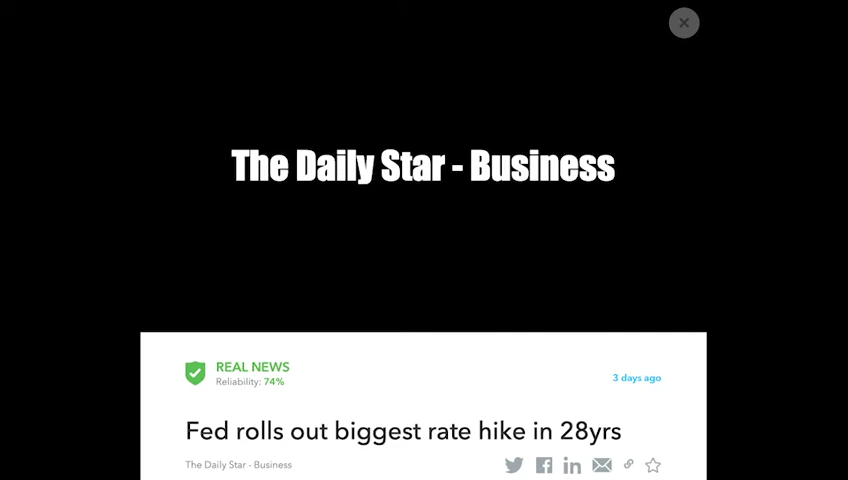 The Daily Star - Business
REAL NEWS
Reliability: 74%
3 days ago
Fed rolls out biggest rate hike in 28yrs
The Daily Star - Business